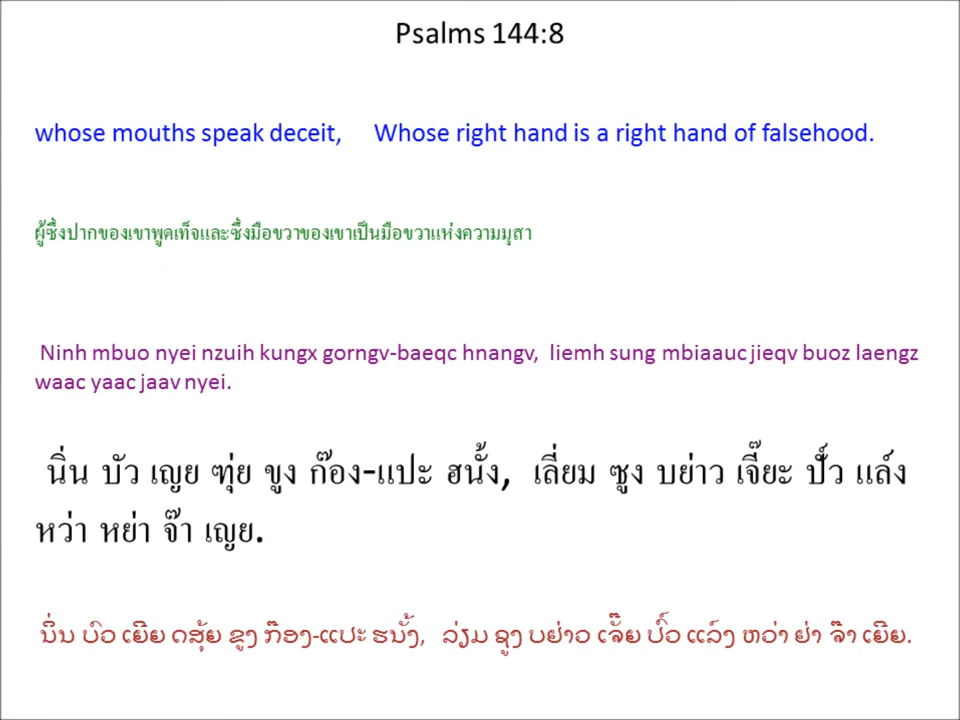 Psalms 144:8
whose mouths speak deceit, Whose right hand is a right hand of falsehood.
ผู้ซึ่งปากของเขาพูดเท็จและซึ่งมือขวาของเขาเป็นมือขวาแห่งความมุสา
Ninh mbuo nyei nzuih kungx gorngv-baeqc hnangv, liemh sung mbiaauc jieqv buoz laengz
waac yaac jaav nyei.
นิ่น บัว เญย ฑุ่ย ขูง ก๊อง-แปะ ฮนั้ง, เลี่ยม ซูง บย่าว เจี๊ยะ ปั์ว แล์ง
หว่า หย่า จ๊า เญย.
ນິ່ນ ບົວ ເຍີຍ ດສຸ້ຍ ຂູງ ກ໊ອງ-ແປະ ຮນັ້ງ, ລ່ຽມ ຊູງ ບຢ່າວ ເຈັ໊ຍ ປົ໌ວ ແລ໌ງ ຫວ່າ ຢ່າ ຈ໊າ ເຍີຍ.